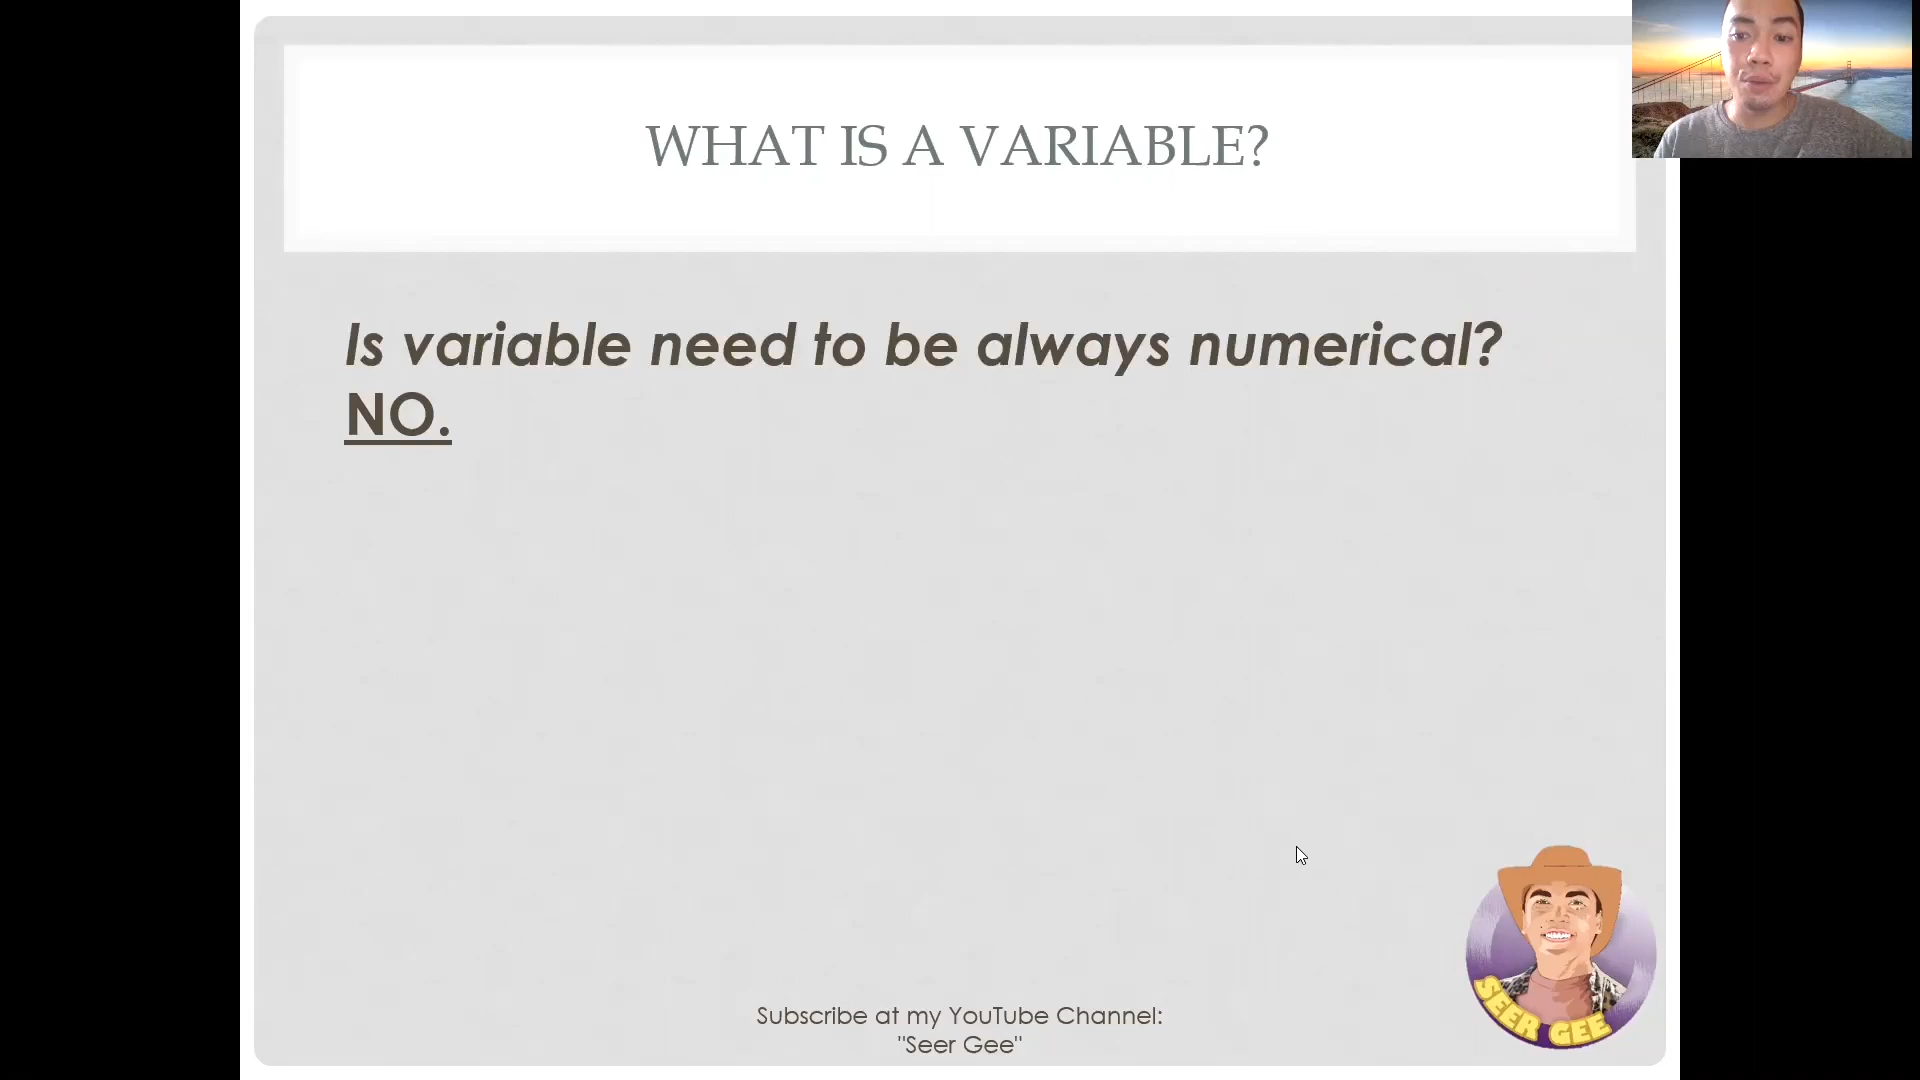 WHAT IS A VARIABLE?
Is variable need to be always numerical?
NO.
Subscribe at my YouTube Channel:
"Seer Gee"
SEER GEE